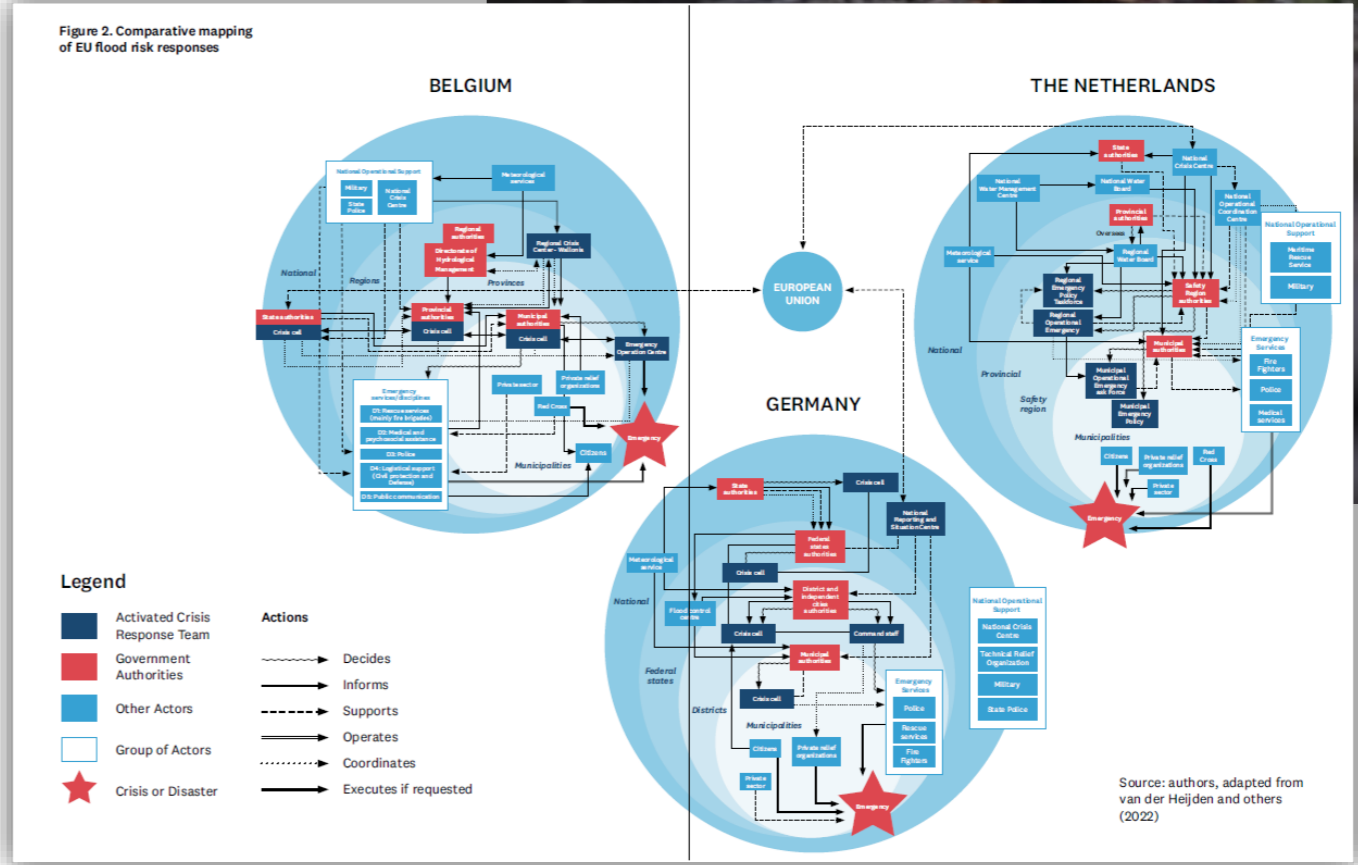 Figure 2. Comparative mapping
of EU flood risk responses
BELGIUM
National Operational Support
Military
State
Police
National
Crisis
Centre
Meteorological
services
Regional
authorities
Directorate of
Hydrological
Management
Regional Crisis
Center- Wallonia
National
Regions
Provinces
State authorities
Crisis cell
Provincial
authorities
Crisis cell
Municipal
authorities
Crisis cell
Emergency
Operation Centre
Emergency
services/disciplines
D1: Rescue services
(mainly fire brigades)
D2: Medical and
psychosocial assistance
D3: Police
D4: Logistical support
(Civil protection and
Defense)
D5: Public communication
Private sector
Private relief
organizations
Red Cross
Citizens
Municipalities
Emergency
EUROPEAN
UNION
THE NETHERLANDS
State
authorities
National
Crisis Centre
National
Water Management
Centre
National Water
Board
National
Operational
Coordination
Centre
Provincial
authorities
Oversees
Regional
Water Board
Meteorological
service
National Operational
Support
Maritime
Rescue
Service
Military
Regional
Emergency
Policy
Taskforce
Safety
Region
authorities
Regional
Operational
Emergency
National
Municipal
authorities
Emergency
Services
Fire
Fighters
Police
Medical
services
Provincial
Municipal
Operational
Emergency
ask Force
Safety
region
Municipal
Emergency
Policy
Municipalities
Citizens
Private relief
organizations
Red
Cross
Private
sector
Emergency
GERMANY
State
authorities
Crisis cell
National
Reporting and
Situation Centre
Federal
states
authorities
Meteorological
service
Crisis cell
National
District and
independent
cities
authorities
Flood control
centre
Crisis cell
Command staff
Municipal
authorities
Federal
states
Crisis cell
Districts
Municipalities
Emergency
Services
Police
Rescue
services
Fire
Fighters
Citizens
Private relief
organizations
Private
sector
Emergency
National Operational
Support
National Crisis
Centre
Technical Relief
Organization
Military
State Police
Legend
Activated Crisis
Response Team
Government
Authorities
Other Actors
Group of Actors
Crisis or Disaster
Actions
Decides
Informs
Supports
Operates
Coordinates
Executes if requested
Source: authors, adapted from
van der Heijden and others
(2022)